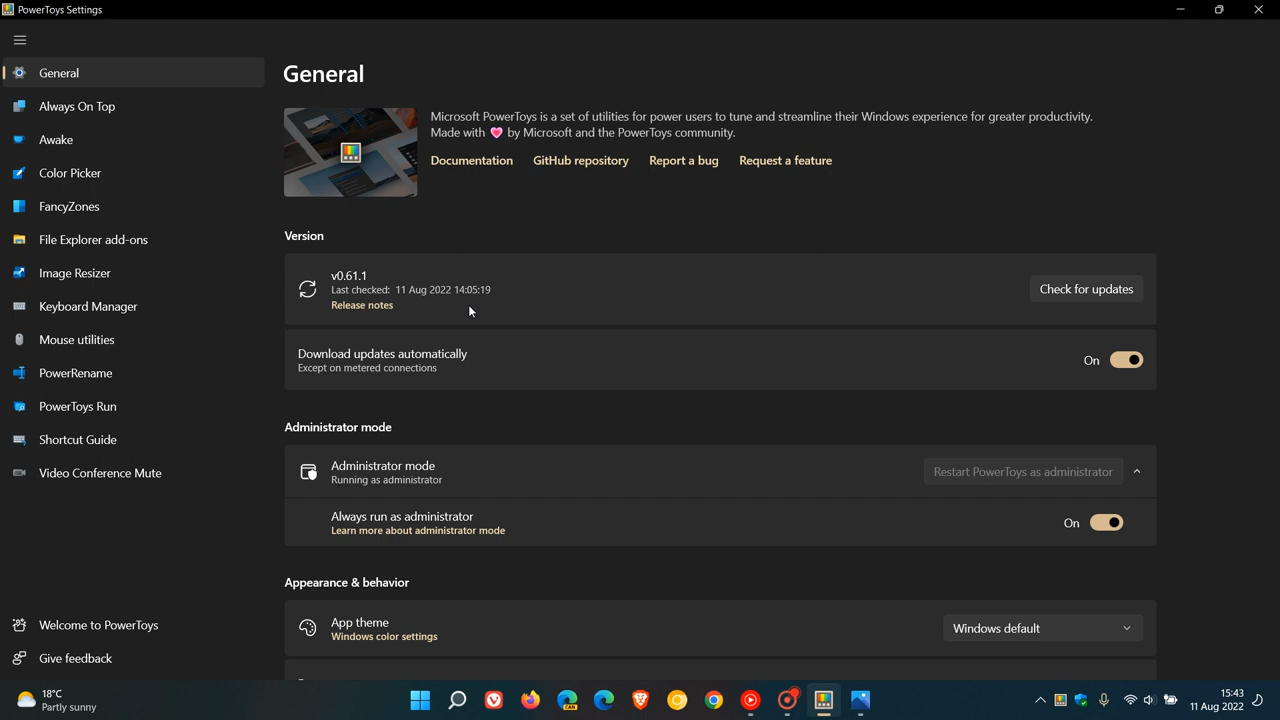 PowerToys Settings
General
Always On Top
Awake
Color Picker
FancyZones
File Explorer add-ons
Image Resizer
Keyboard Manager
Mouse utilities
PowerRename
PowerToys Run
Shortcut Guide
Video Conference Mute
Welcome to PowerToys
Give feedback
General
Microsoft PowerToys is a set of utilities for power users to tune and streamline their Windows experience for greater productivity.
Made with 💗 by Microsoft and the PowerToys community.
Documentation GitHub repository Report a bug Request a feature
Version
v0.61.1
Last checked: 11 Aug 2022 14:05:19
Release notes
Check for updates
Download updates automatically
Except on metered connections
On
Administrator mode
Administrator mode
Running as administrator
Restart PowerToys as administrator
Always run as administrator
Learn more about administrator mode
On
Appearance & behavior
App theme
Windows color settings
Windows default
18°C
Partly sunny
CAN
15:43
11 Aug 2022